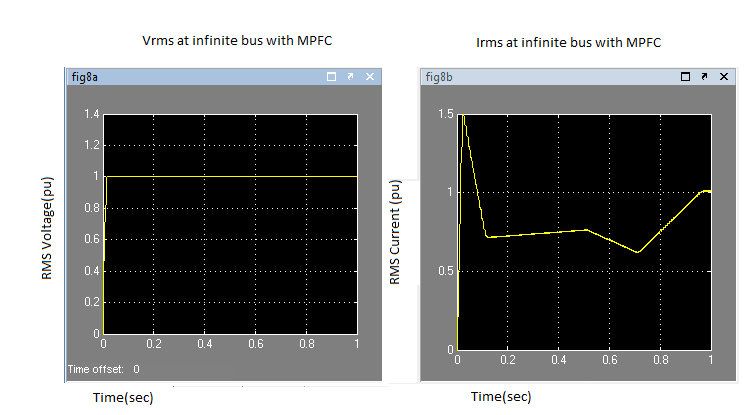 Vrms at infinite bus with MPFC
Irms at infinite bus with MPFC
fig8a
fig8b
RMS Voltage(pu)
1.4
1.2
1
0.8
0.6
0.4
0.2
0
0
0.2
0.4
0.6
0.8
1
Time offset: 0
Time(sec)
RMS Current (pu)
1.5
1
0.5
0
0
0.2
0.4
0.6
0.8
1
Time(sec)